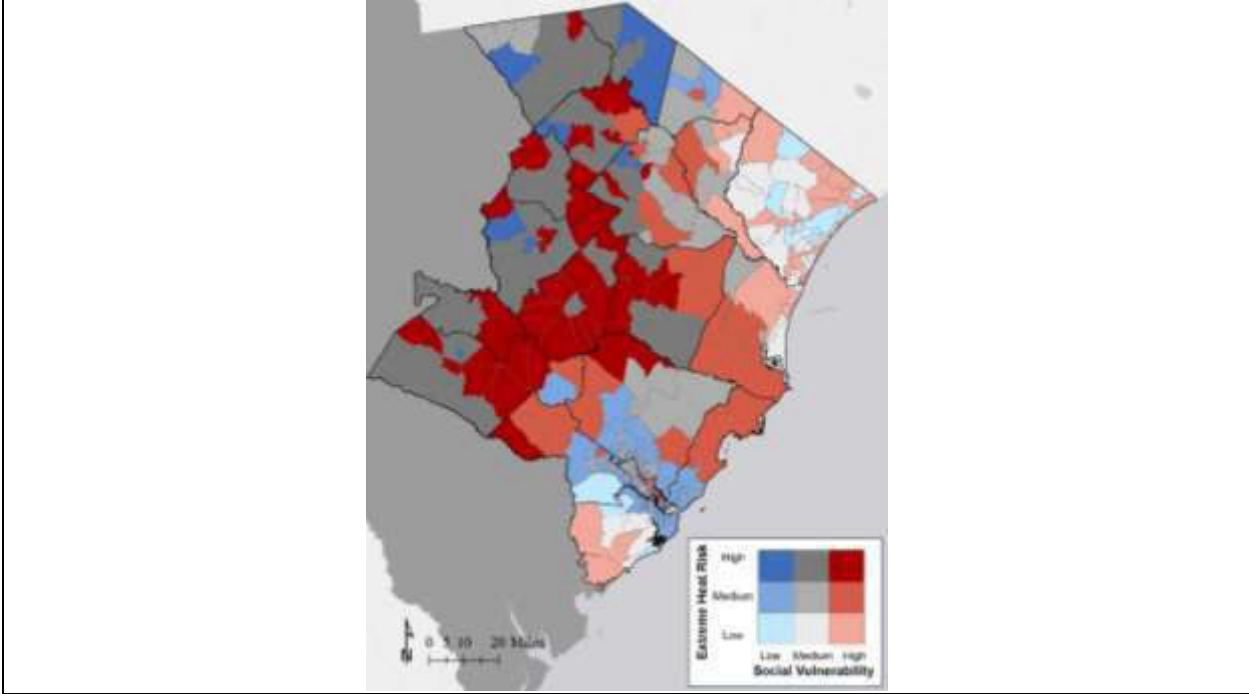 Extreme Heat Risk
High
Medium
Low
Low Medium High
Social Vulnerability
0 5 10 20 Miles